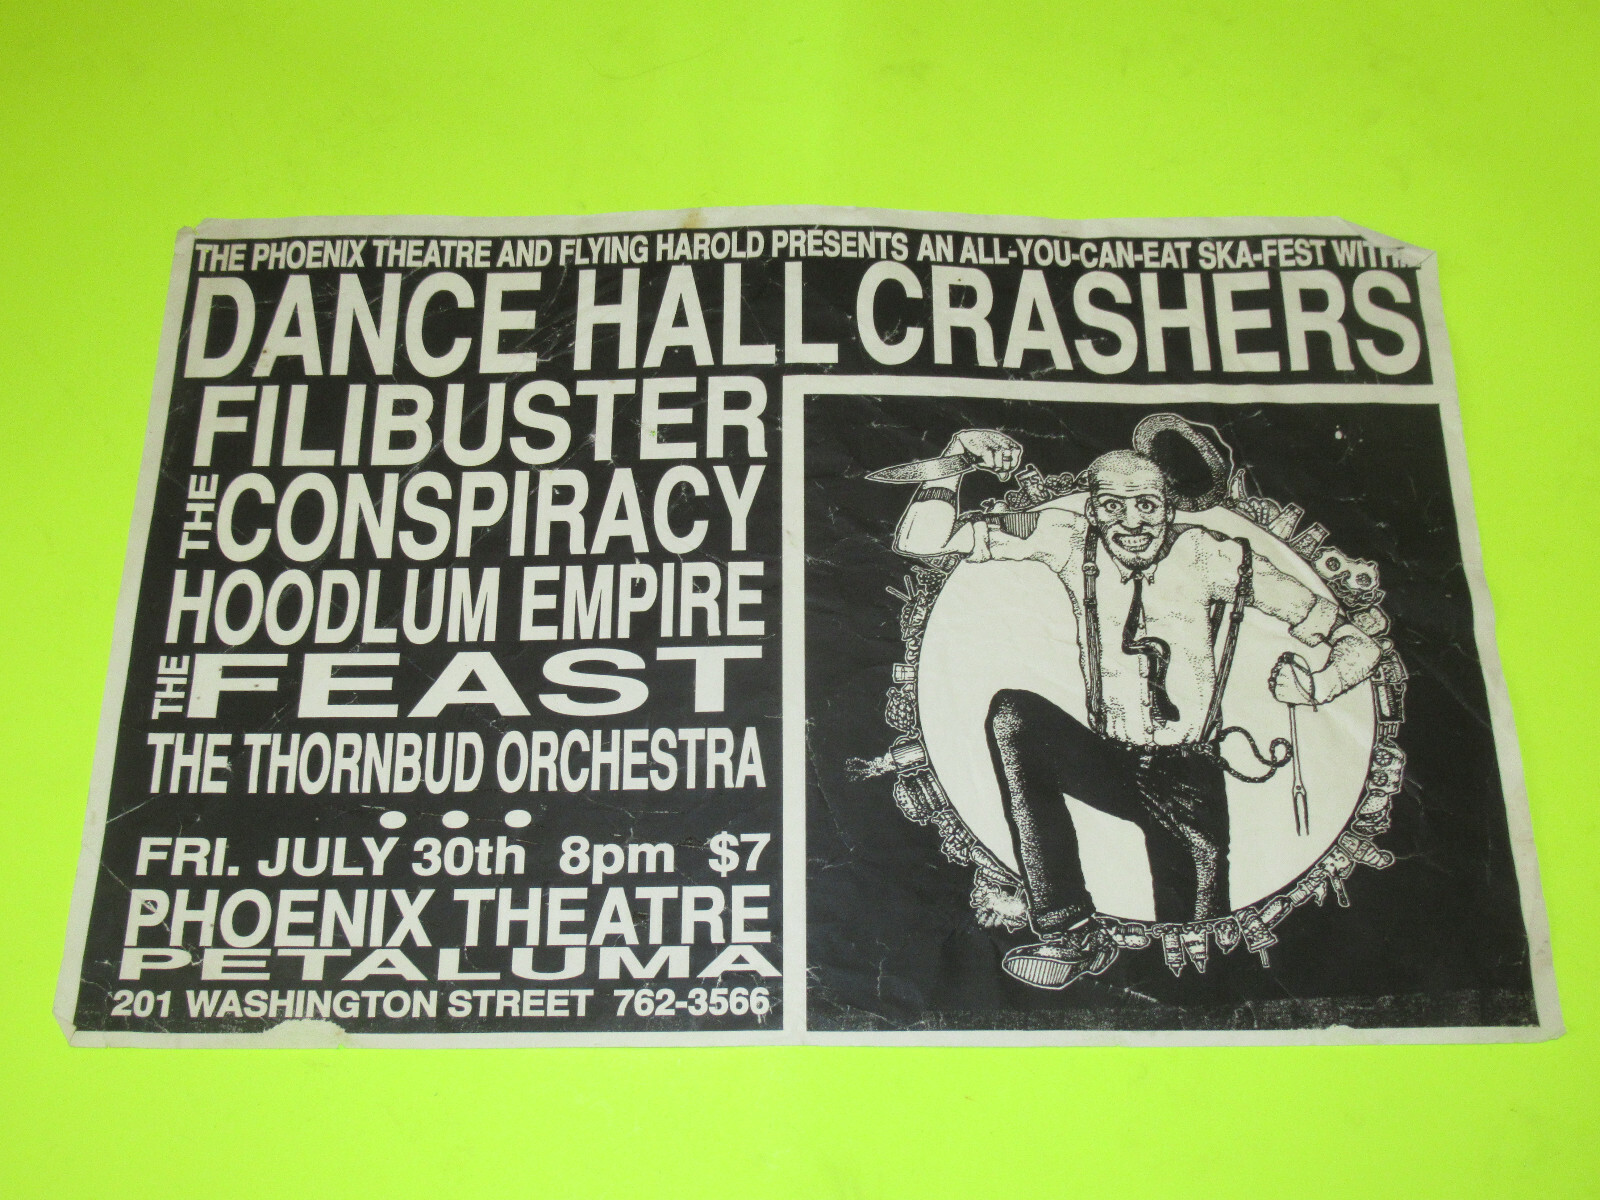 THE PHOENIX THEATRE AND FLYING HAROLD PRESENTS AN ALL-YOU-CAN-EAT SKA-FEST WITH...
DANCE HALL CRASHERS
FILIBUSTER
THE CONSPIRACY
HOODLUM EMPIRE
THE FEAST
THE THORNBUD ORCHESTRA
• • •
FRI. JULY 30th 8pm $7
PHOENIX THEATRE
PETALUMA
201 WASHINGTON STREET 762-3566